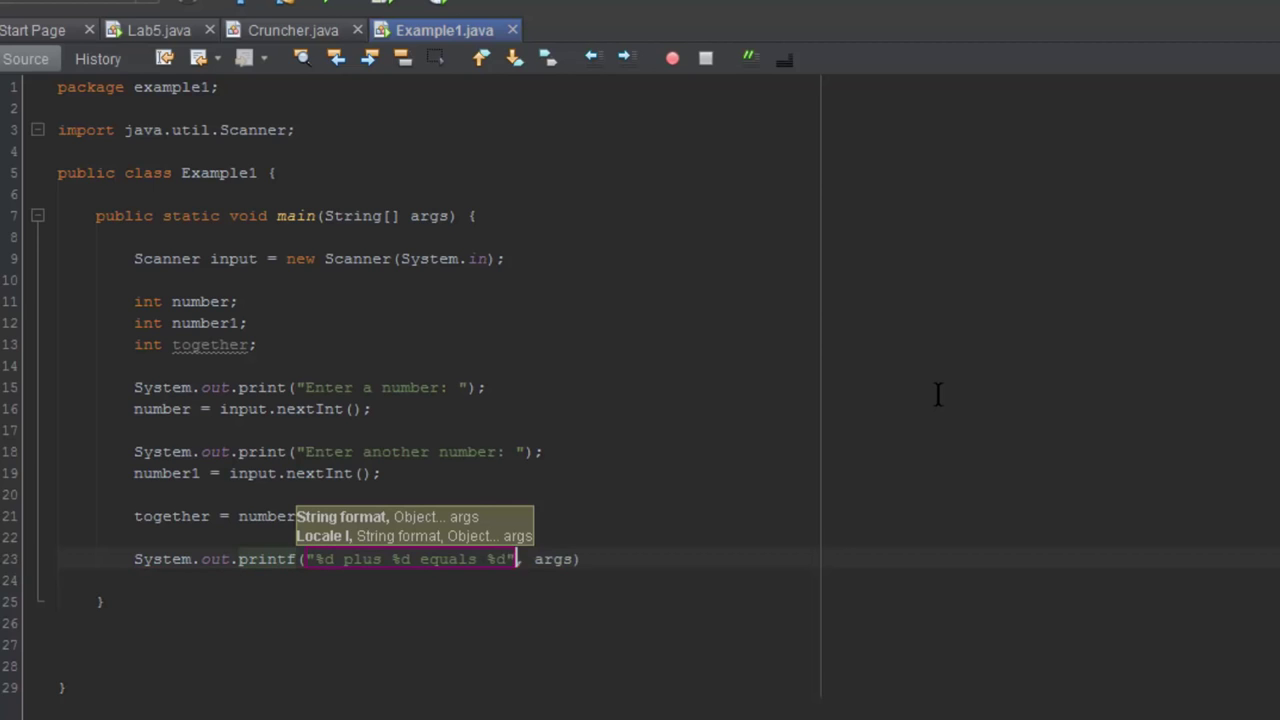 Start Page Lab5.java Cruncher.java Example1.java
Source History
1 package example1;
2
3 import java.util.Scanner;
4
5 public class Example1 {
6
7 public static void main(String[] args) {
8
9 Scanner input = new Scanner(System.in);
10
11 int number;
12 int number1;
13 int together;
14
15 System.out.print("Enter a number: ");
16 number = input.nextInt();
17
18 System.out.print("Enter another number: ");
19 number1 = input.nextInt();
20
21 together = number
String format, Object... args
22
Locale l, String format, Object... args
23 System.out.printf("%d plus %d equals %d", args)
24
25 }
26
27
28
29 }